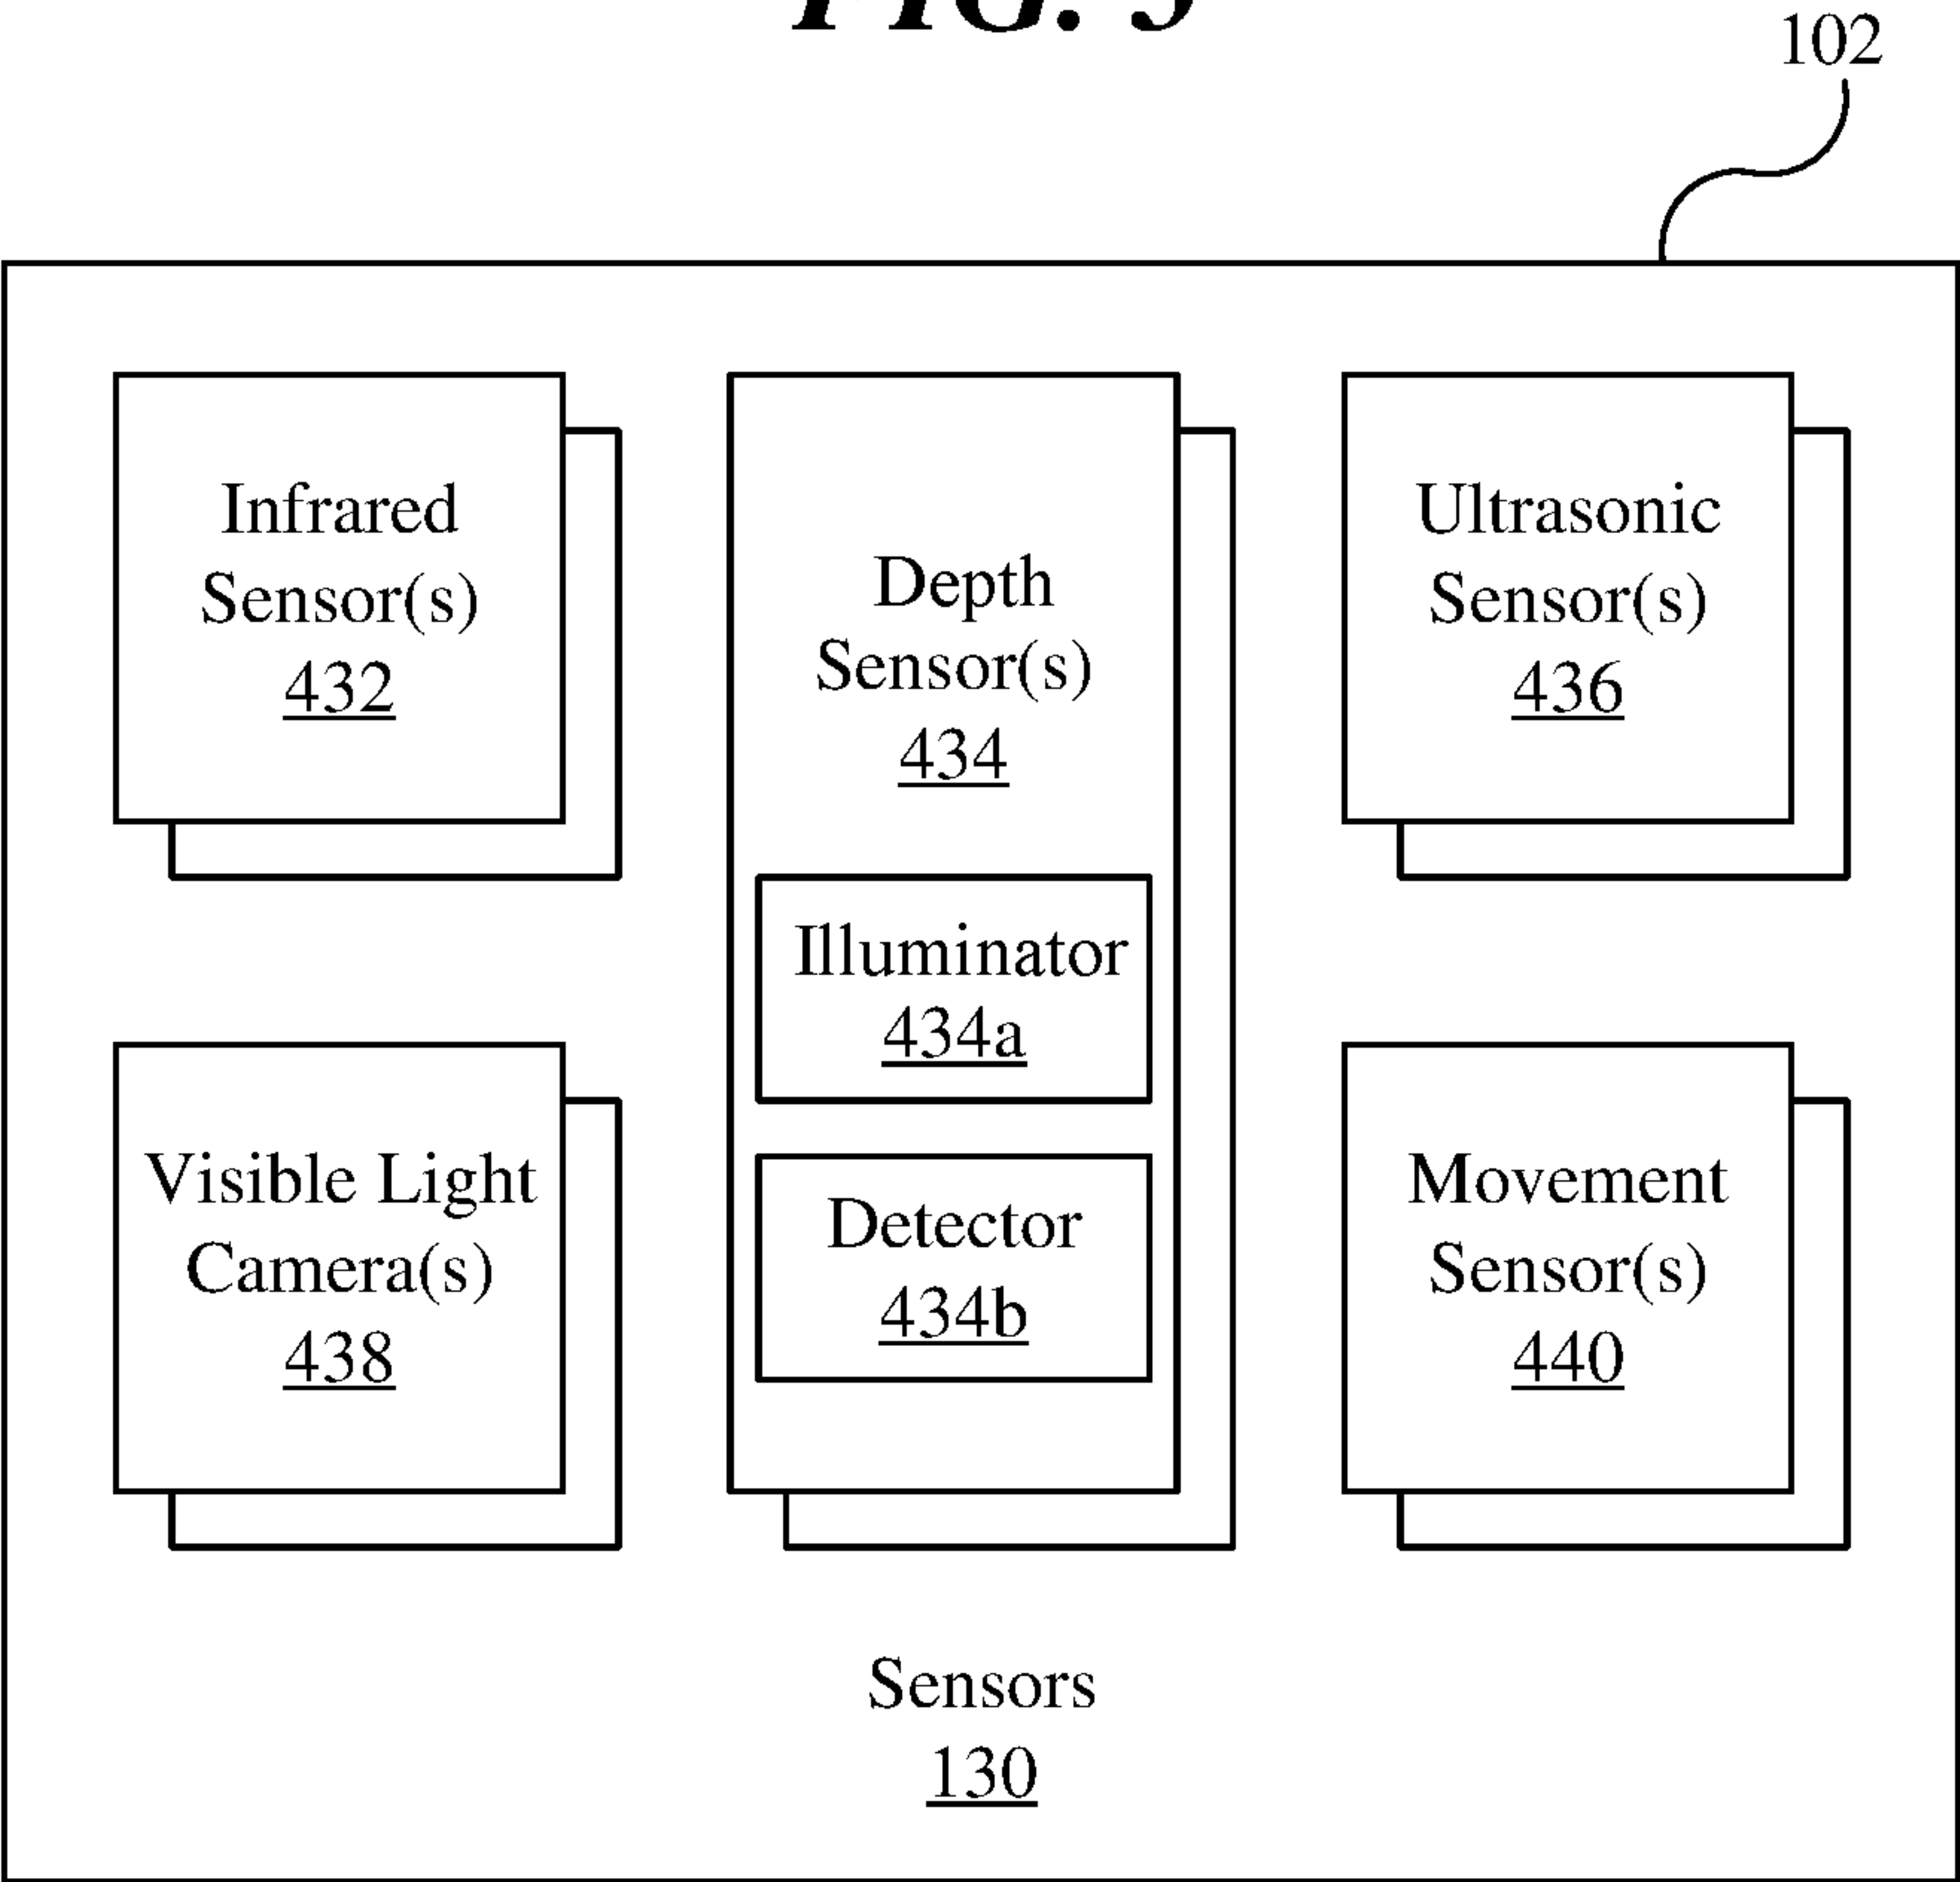 FIG.
102
Infrared
Sensor(s)
432
Depth
Sensor(s)
434
Illuminator
434a
Detector
434b
Ultrasonic
Sensor(s)
436
Visible Light
Camera(s)
438
Movement
Sensor(s)
440
Sensors
130